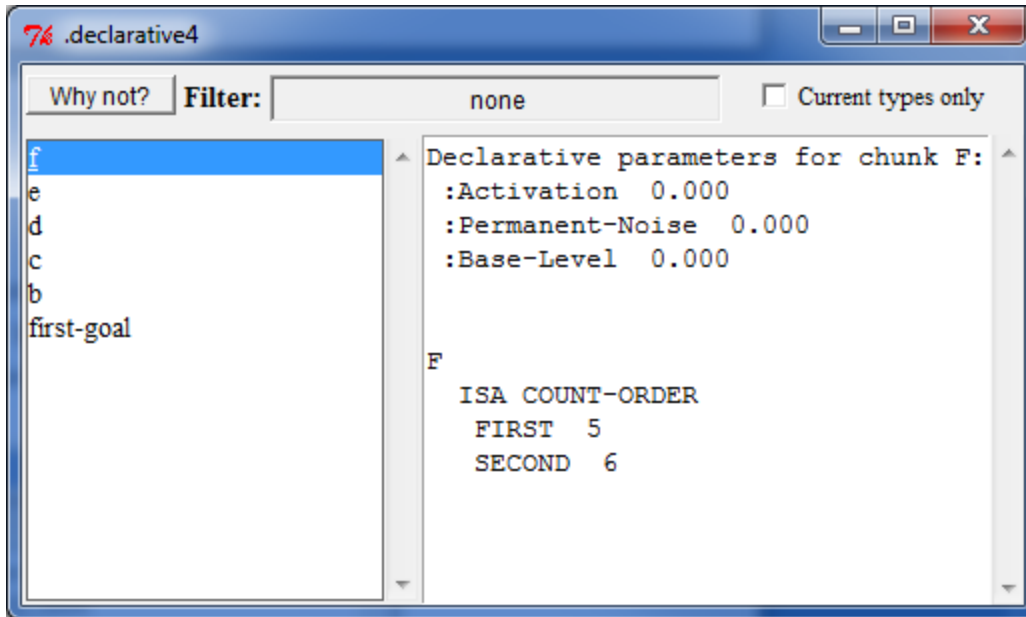 .declarative4
Why not? Filter: none Current types only
f
e
d
c
b
first-goal
Declarative parameters for chunk F:
:Activation 0.000
:Permanent-Noise 0.000
:Base-Level 0.000
F
ISA COUNT-ORDER
FIRST 5
SECOND 6